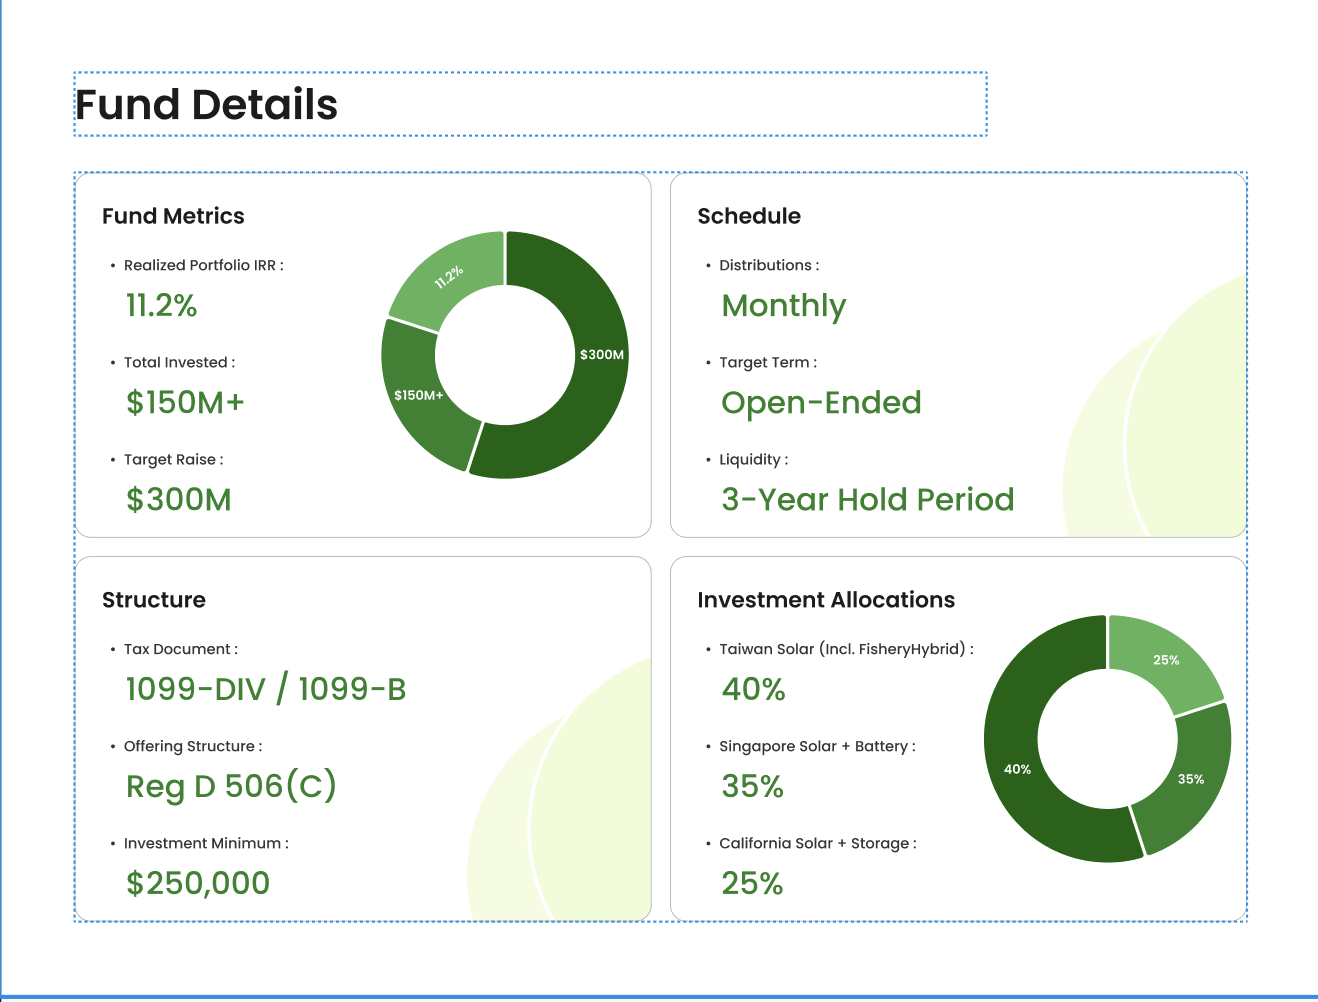 Fund Details
Fund Metrics
• Realized Portfolio IRR :
11.2%
• Total Invested :
$150M+
• Target Raise :
$300M
11.2%
$300M
$150M+
Schedule
• Distributions :
Monthly
• Target Term :
Open-Ended
• Liquidity :
3-Year Hold Period
Structure
• Tax Document :
1099-DIV / 1099-B
• Offering Structure :
Reg D 506(C)
• Investment Minimum :
$250,000
Investment Allocations
• Taiwan Solar (Incl. FisheryHybrid) :
40%
• Singapore Solar + Battery :
35%
• California Solar + Storage :
25%
25%
40%
35%